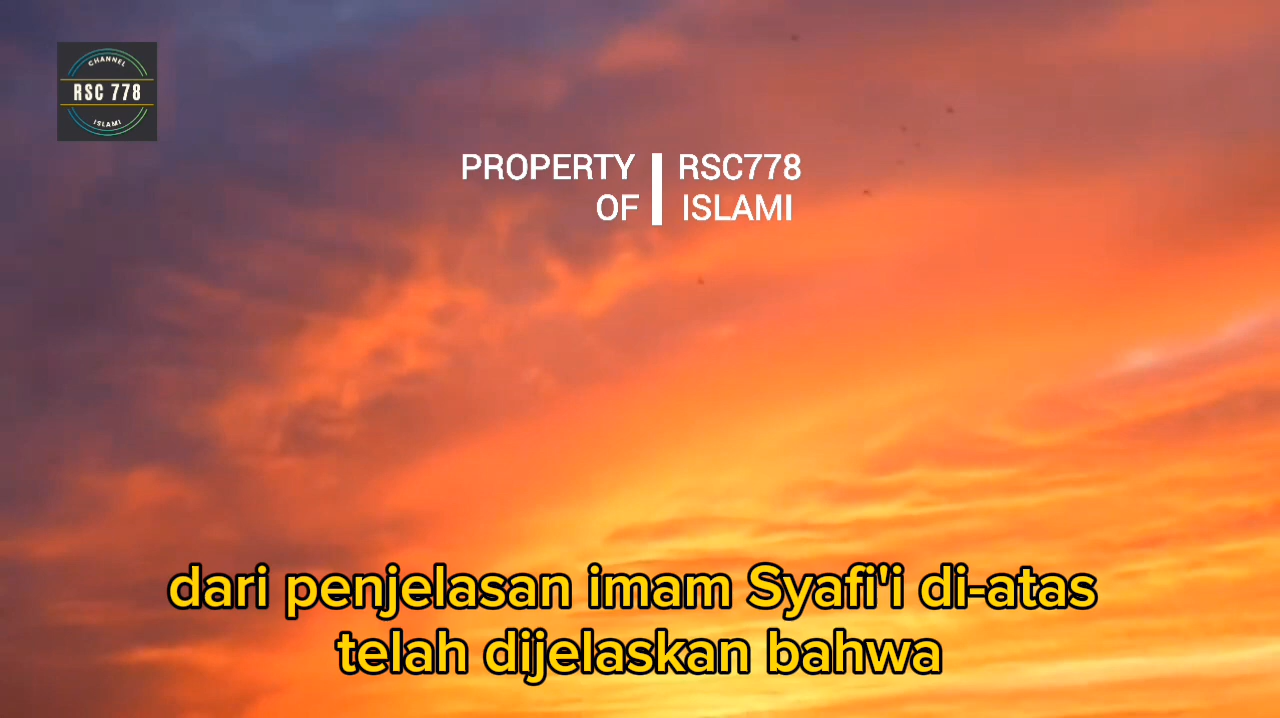 CHANNEL
RSC 778
ISLAMI
PROPERTY OF
RSC778 ISLAMI
dari penjelasan imam Syafi'i di-atas
telah dijelaskan bahwa